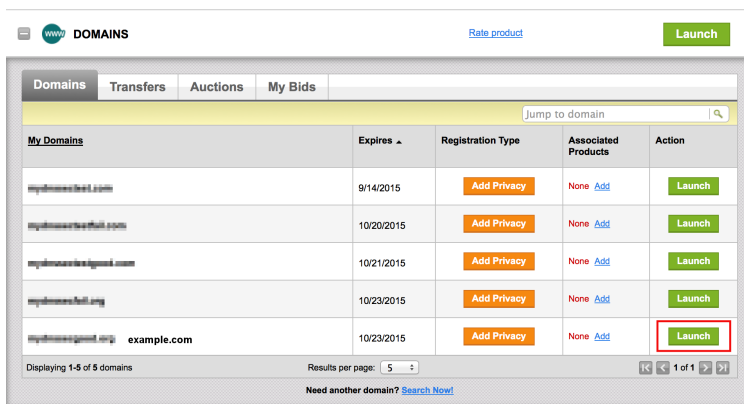 www DOMAINS Rate product Launch
Domains Transfers Auctions My Bids
Jump to domain
My Domains Expires Registration Type Associated Products Action
9/14/2015 Add Privacy None Add Launch
10/20/2015 Add Privacy None Add Launch
10/21/2015 Add Privacy None Add Launch
10/23/2015 Add Privacy None Add Launch
example.com 10/23/2015 Add Privacy None Add Launch
Displaying 1-5 of 5 domains Results per page: 5 1 of 1
Need another domain? Search Now!